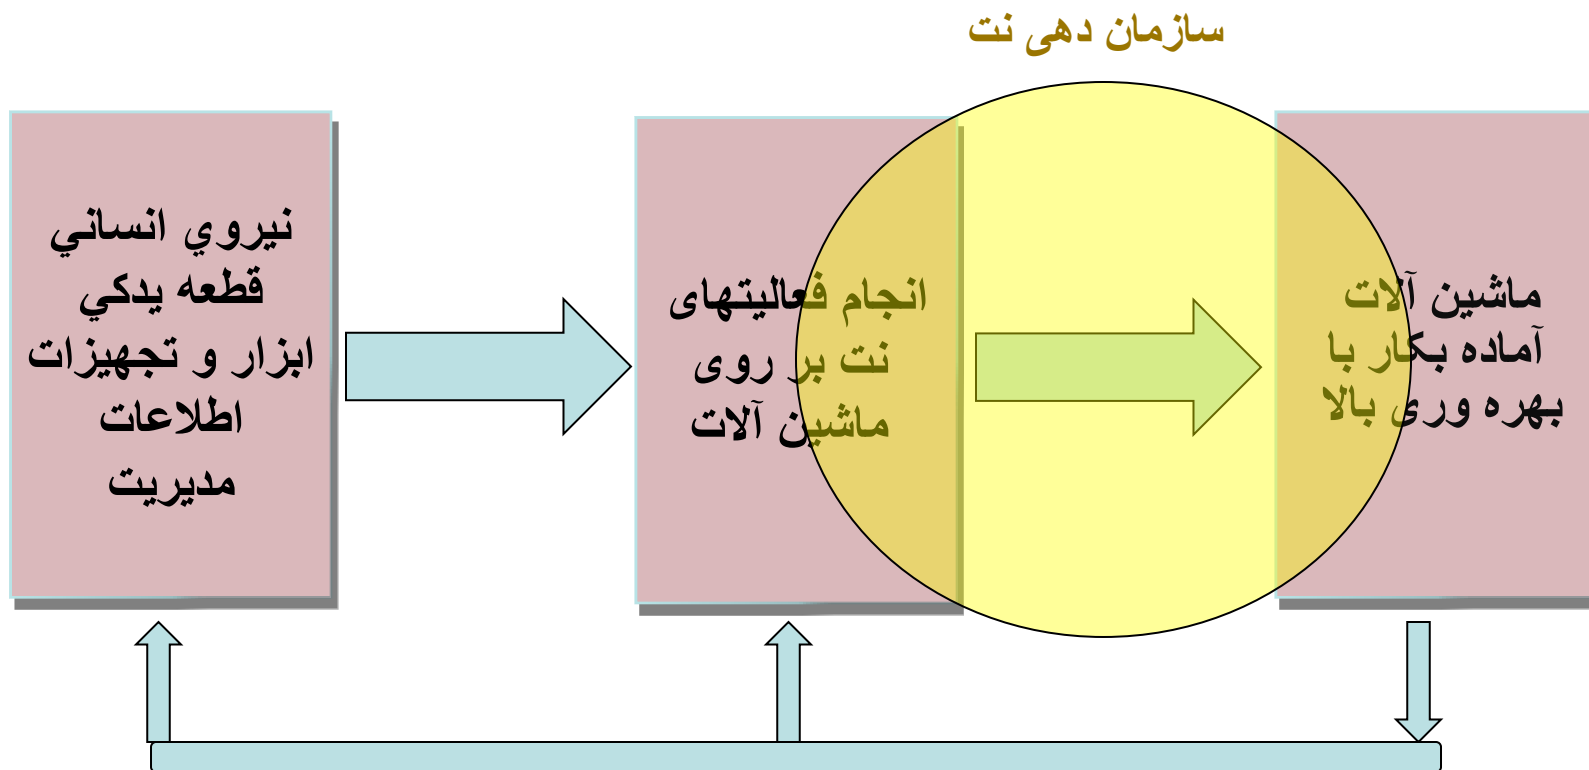 سازمان دهی نت
نيروي انساني
قطعه يدكي
ابزار و تجهيزات
اطلاعات
مديريت
انجام فعالیتهای
نت بر روی
ماشین آلات
ماشین آلات
آماده بکار با
بهره وری بالا